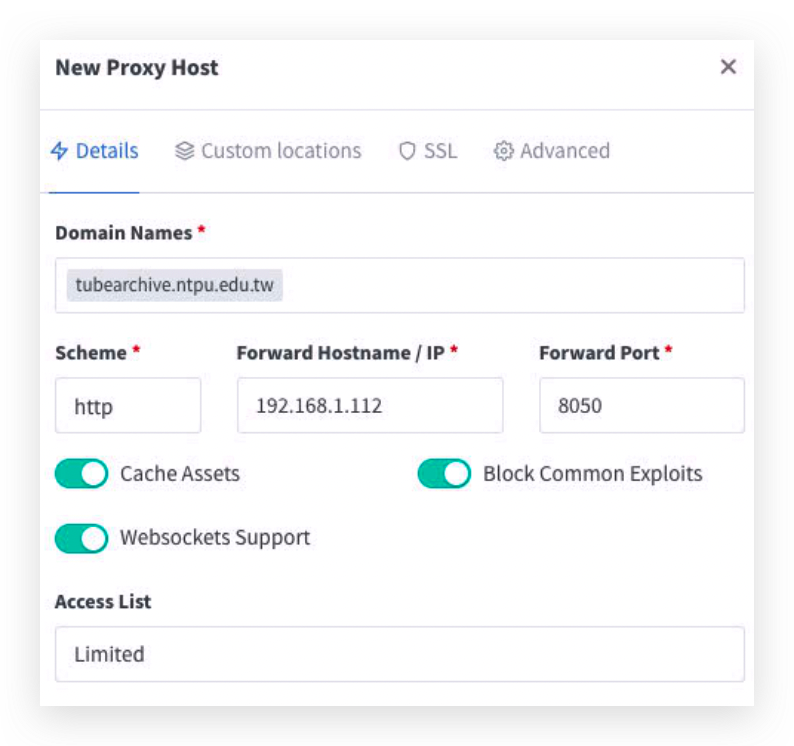 New Proxy Host
Details Custom locations SSL Advanced
Domain Names *
tubearchive.ntpu.edu.tw
Scheme * Forward Hostname / IP * Forward Port *
http 192.168.1.112 8050
Cache Assets Block Common Exploits
Websockets Support
Access List
Limited